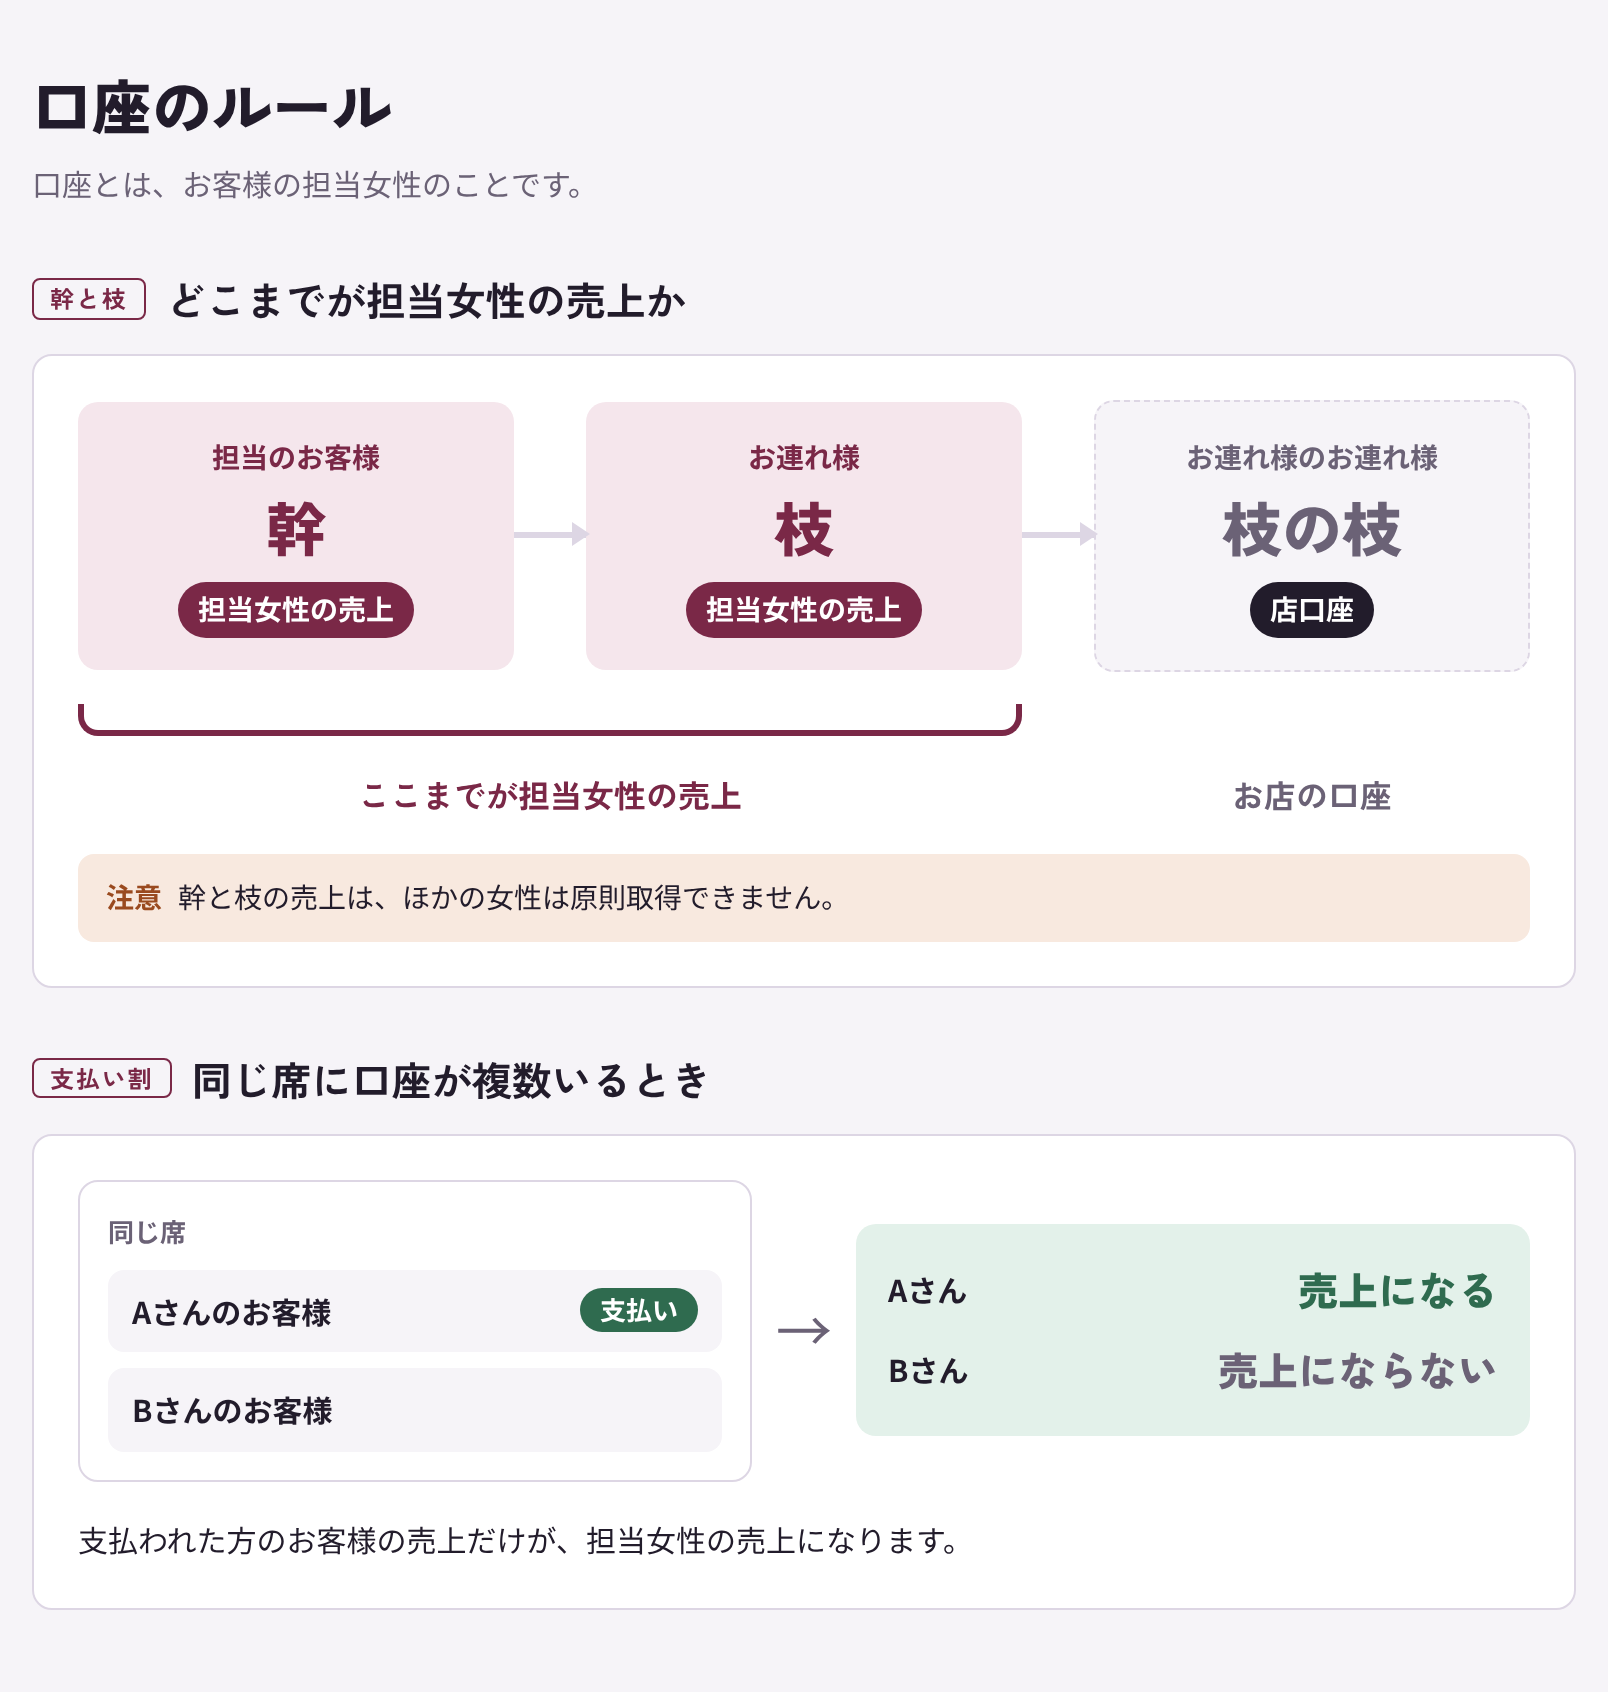 口座のルール
口座とは、お客様の担当女性のことです。
幹と枝
どこまでが担当女性の売上か
担当のお客様
幹
担当女性の売上
お連れ様
枝
担当女性の売上
お連れ様のお連れ様
枝の枝
店口座
ここまでが担当女性の売上
お店の口座
注意 幹と枝の売上は、ほかの女性は原則取得できません。
支払い割
同じ席に口座が複数いるとき
同じ席
Aさんのお客様
支払い
Bさんのお客様
→
Aさん
売上になる
Bさん
売上にならない
支払われた方のお客様の売上だけが、担当女性の売上になります。